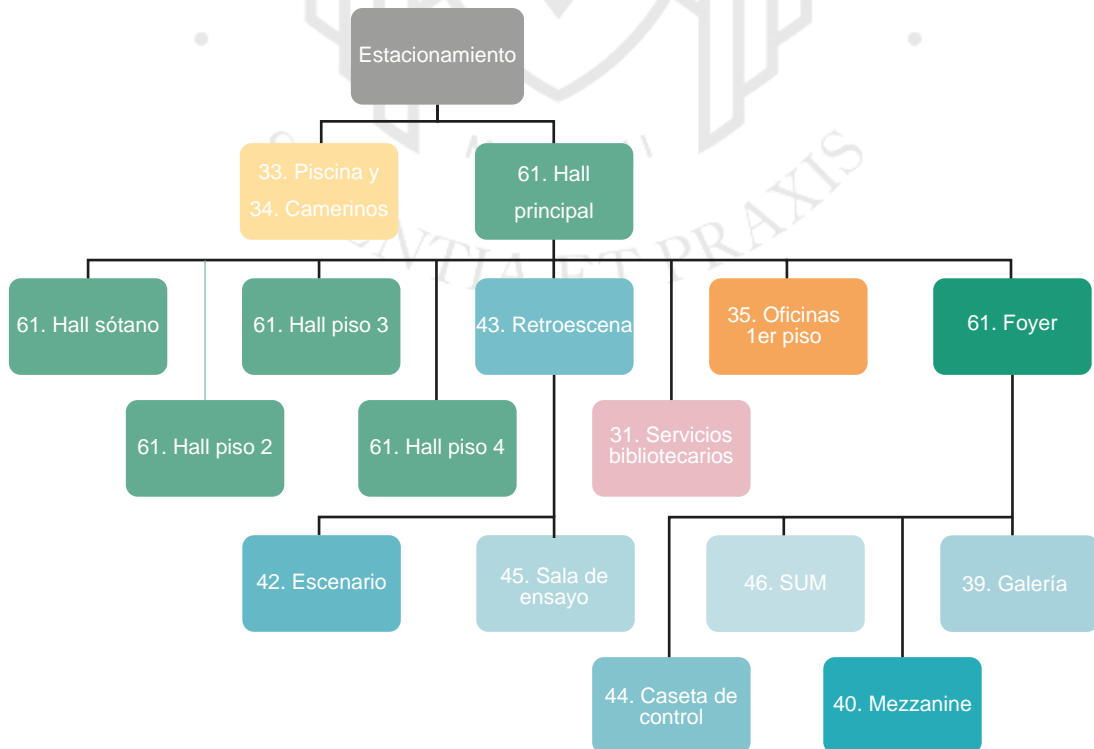 Estacionamiento
33. Piscina y
34. Camerinos
61. Hall
principal
61. Hall sótano
61. Hall piso 3
43. Retroescena
35. Oficinas
1er piso
61. Foyer
61. Hall piso 2
61. Hall piso 4
31. Servicios
bibliotecarios
42. Escenario
45. Sala de
ensayo
46. SUM
39. Galería
44. Caseta de
control
40. Mezzanine
ET PRAXIS